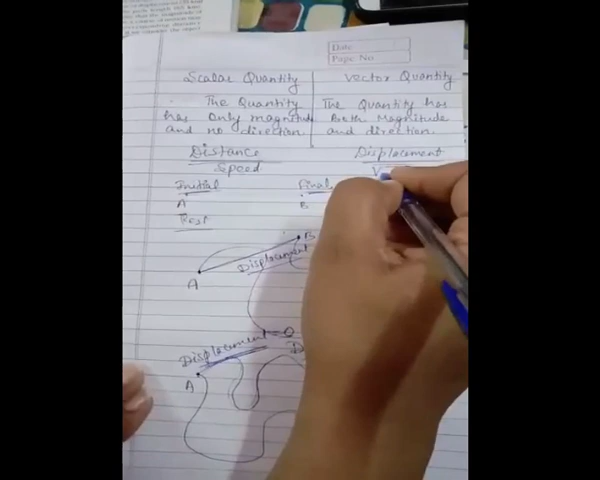 Date
Page No.
Scalar Quantity
Vector Quantity
The Quantity has Only magnitude and no direction.
The Quantity has Both Magnitude and direction.
Distance
Displacement
Speed
V
Initial
Final
A
B
Rest
B
Displacement
A
Displacement
D
A